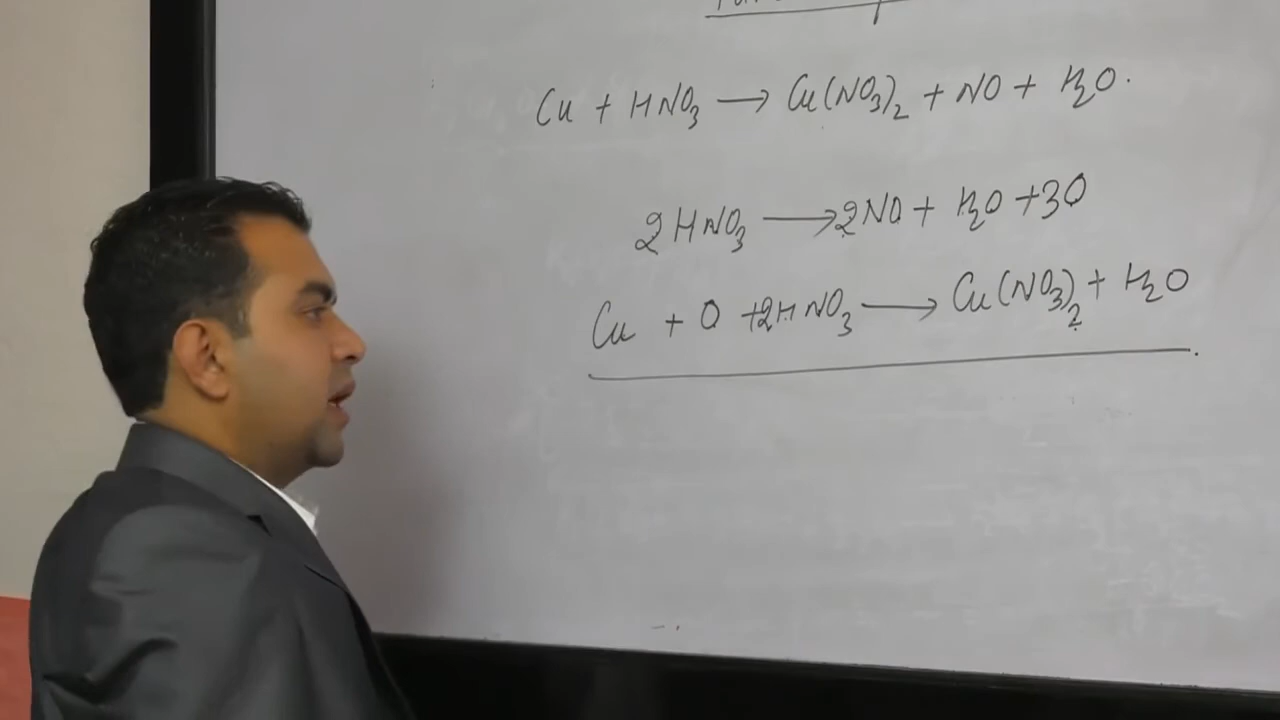 Cu + HNO₃ ⟶ Cu(NO₃)₂ + NO + H₂O.
2HNO₃ ⟶ 2NO + H₂O + 3O
Cu + O + 2HNO₃ ⟶ Cu(NO₃)₂ + H₂O